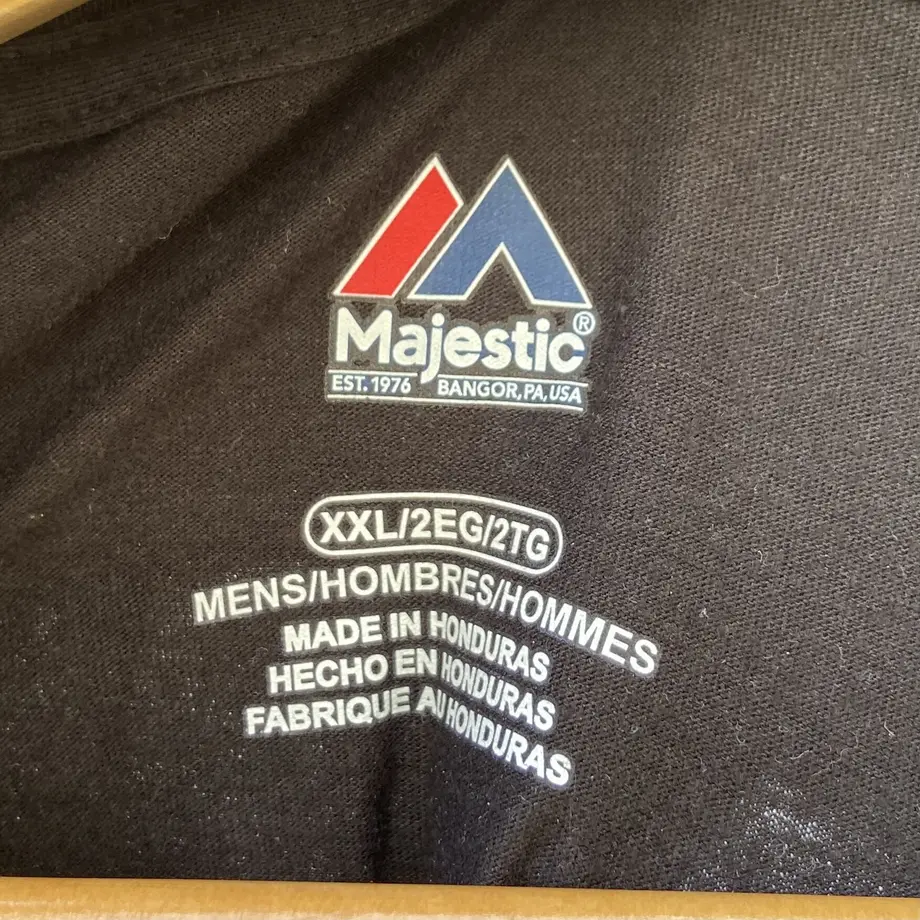 Majestic®
EST. 1976 BANGOR, PA, USA
XXL/2EG/2TG
MENS/HOMBRES/HOMMES
MADE IN HONDURAS
HECHO EN HONDURAS
FABRIQUE AU HONDURAS